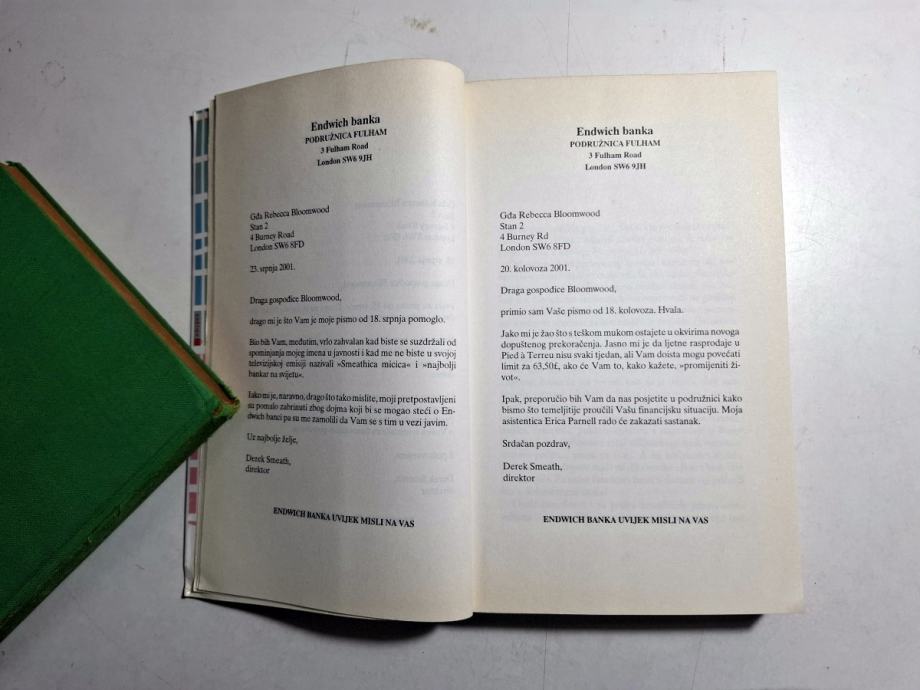 Endwich banka
PODRUŽNICA FULHAM
3 Fulham Road
London SW6 9JH
Gđa Rebecca Bloomwood
Stan 2
4 Burney Road
London SW6 8FD
23. srpnja 2001.
Draga gospođice Bloomwood,
drago mi je što Vam je moje pismo od 18. srpnja pomoglo.
Bio bih Vam, međutim, vrlo zahvalan kad biste se suzdržali od
spominjanja mojeg imena u javnosti i kad me ne biste u svojoj
televizijskoj emisiji nazivali »Smeathica micica« i »najbolji
bankar na svijetu«.
Iako mi je, naravno, drago što tako mislite, moji pretpostavljeni
su pomalo zabrinuti zbog dojma koji bi se mogao steći o En-
dwich banci pa su me zamolili da Vam se s tim u vezi javim.
Uz najbolje želje,
Derek Smeath,
direktor
ENDWICH BANKA UVIJEK MISLI NA VAS
Endwich banka
PODRUŽNICA FULHAM
3 Fulham Road
London SW6 9JH
Gđa Rebecca Bloomwood
Stan 2
4 Burney Rd
London SW6 8FD
20. kolovoza 2001.
Draga gospođice Bloomwood,
primio sam Vaše pismo od 18. kolovoza. Hvala.
Jako mi je žao što s teškom mukom ostajete u okvirima novoga
dopuštenog prekoračenja. Jasno mi je da ljetne rasprodaje u
Pied à Terreu nisu svaki tjedan, ali Vam doista mogu povećati
limit za 63,50£, ako će Vam to, kako kažete, »promijeniti ži-
vot«.
Ipak, preporučio bih Vam da nas posjetite u podružnici kako
bismo što temeljitije proučili Vašu financijsku situaciju. Moja
asistentica Erica Parnell rado će zakazati sastanak.
Srdačan pozdrav,
Derek Smeath,
direktor
ENDWICH BANKA UVIJEK MISLI NA VAS